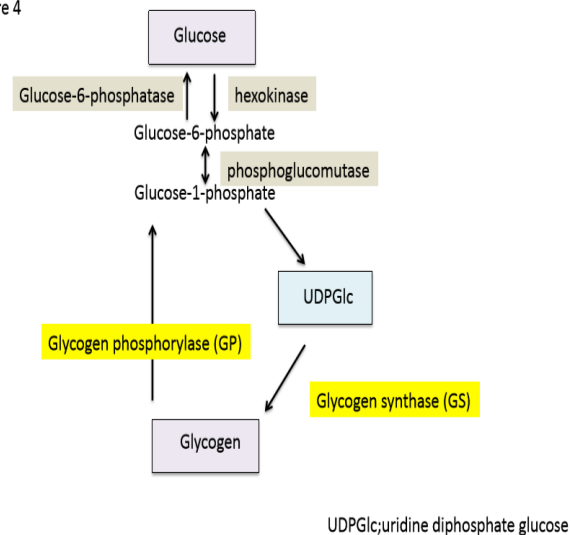 re 4
Glucose
Glucose-6-phosphatase
hexokinase
Glucose-6-phosphate
phosphoglucomutase
Glucose-1-phosphate
UDPGlc
Glycogen phosphorylase (GP)
Glycogen synthase (GS)
Glycogen
UDPGlc;uridine diphosphate glucose